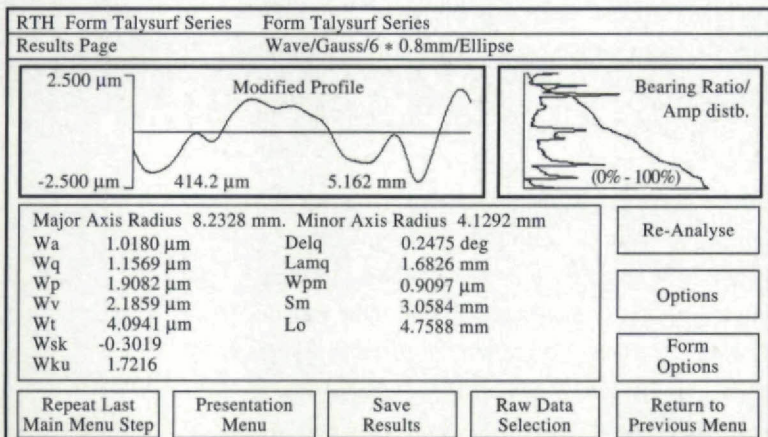 RTH Form Talysurf Series Form Talysurf Series
Results Page Wave/Gauss/6 * 0.8mm/Ellipse
2.500 µm
Modified Profile
-2.500 µm 414.2 µm 5.162 mm
Bearing Ratio/
Amp distb.
(0% - 100%)
Major Axis Radius 8.2328 mm. Minor Axis Radius 4.1292 mm
Wa 1.0180 µm Delq 0.2475 deg
Wq 1.1569 µm Lamq 1.6826 mm
Wp 1.9082 µm Wpm 0.9097 µm
Wv 2.1859 µm Sm 3.0584 mm
Wt 4.0941 µm Lo 4.7588 mm
Wsk -0.3019
Wku 1.7216
Re-Analyse
Options
Form
Options
Repeat Last
Main Menu Step
Presentation
Menu
Save
Results
Raw Data
Selection
Return to
Previous Menu